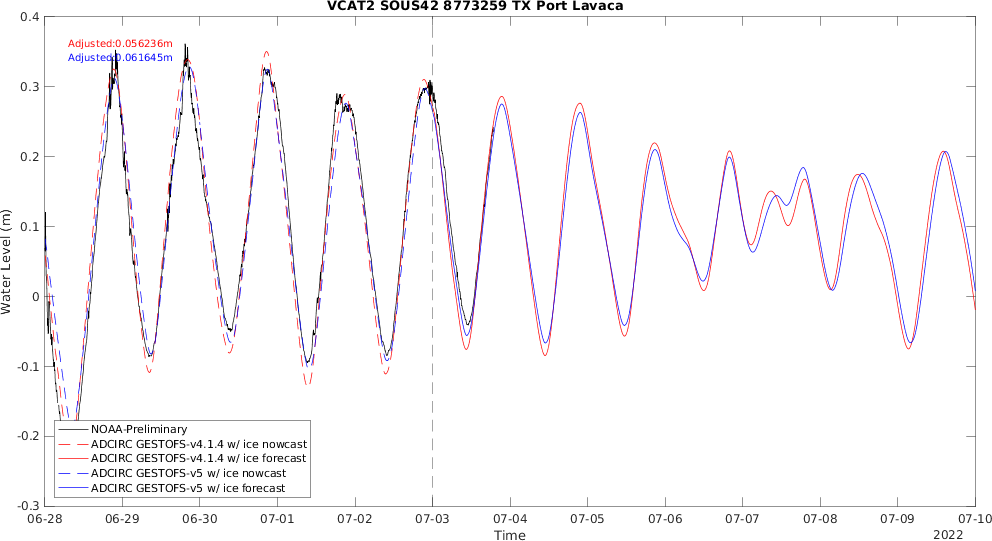 VCAT2 SOUS42 8773259 TX Port Lavaca
Adjusted:0.056236m
Adjusted:0.061645m
Water Level (m)
0.4
0.3
0.2
0.1
0
-0.1
-0.2
-0.3
NOAA-Preliminary
ADCIRC GESTOFS-v4.1.4 w/ ice nowcast
ADCIRC GESTOFS-v4.1.4 w/ ice forecast
ADCIRC GESTOFS-v5 w/ ice nowcast
ADCIRC GESTOFS-v5 w/ ice forecast
06-28 06-29 06-30 07-01 07-02 07-03 07-04 07-05 07-06 07-07 07-08 07-09 07-10
Time
2022